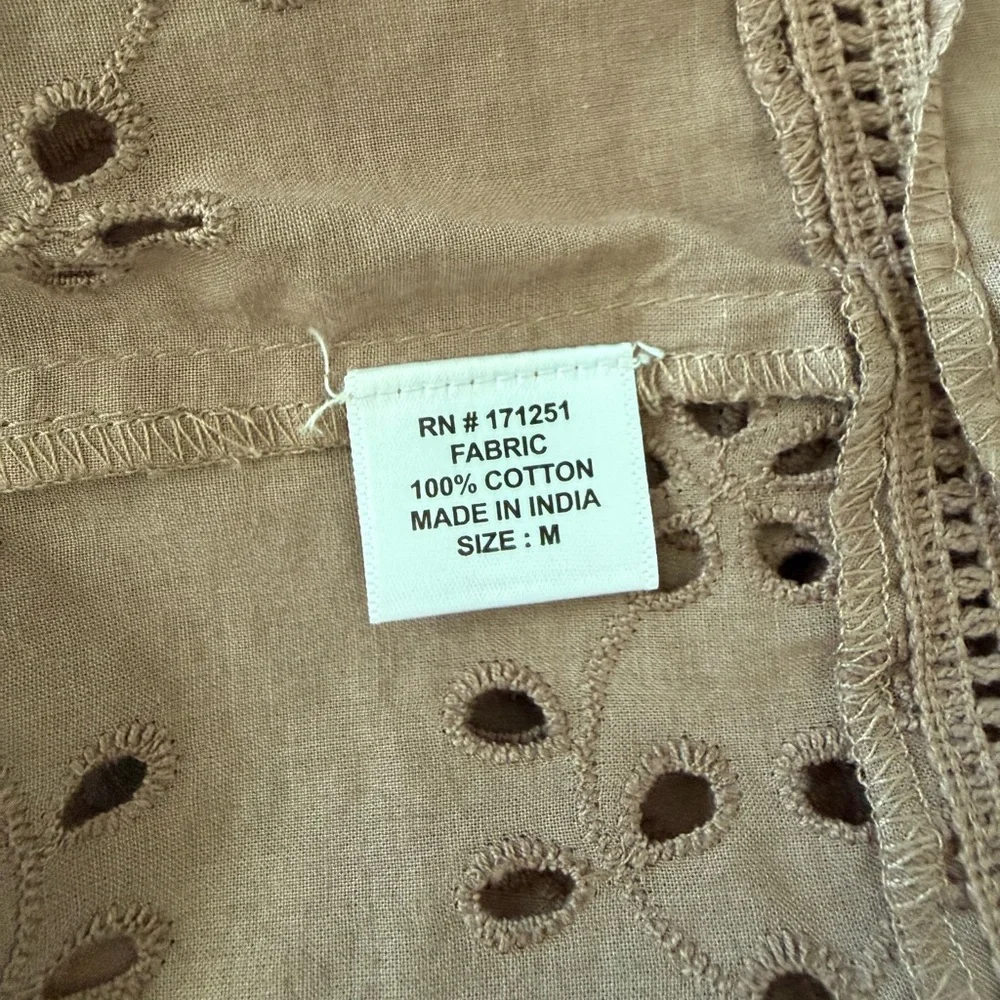 RN # 171251
FABRIC
100% COTTON
MADE IN INDIA
SIZE : M